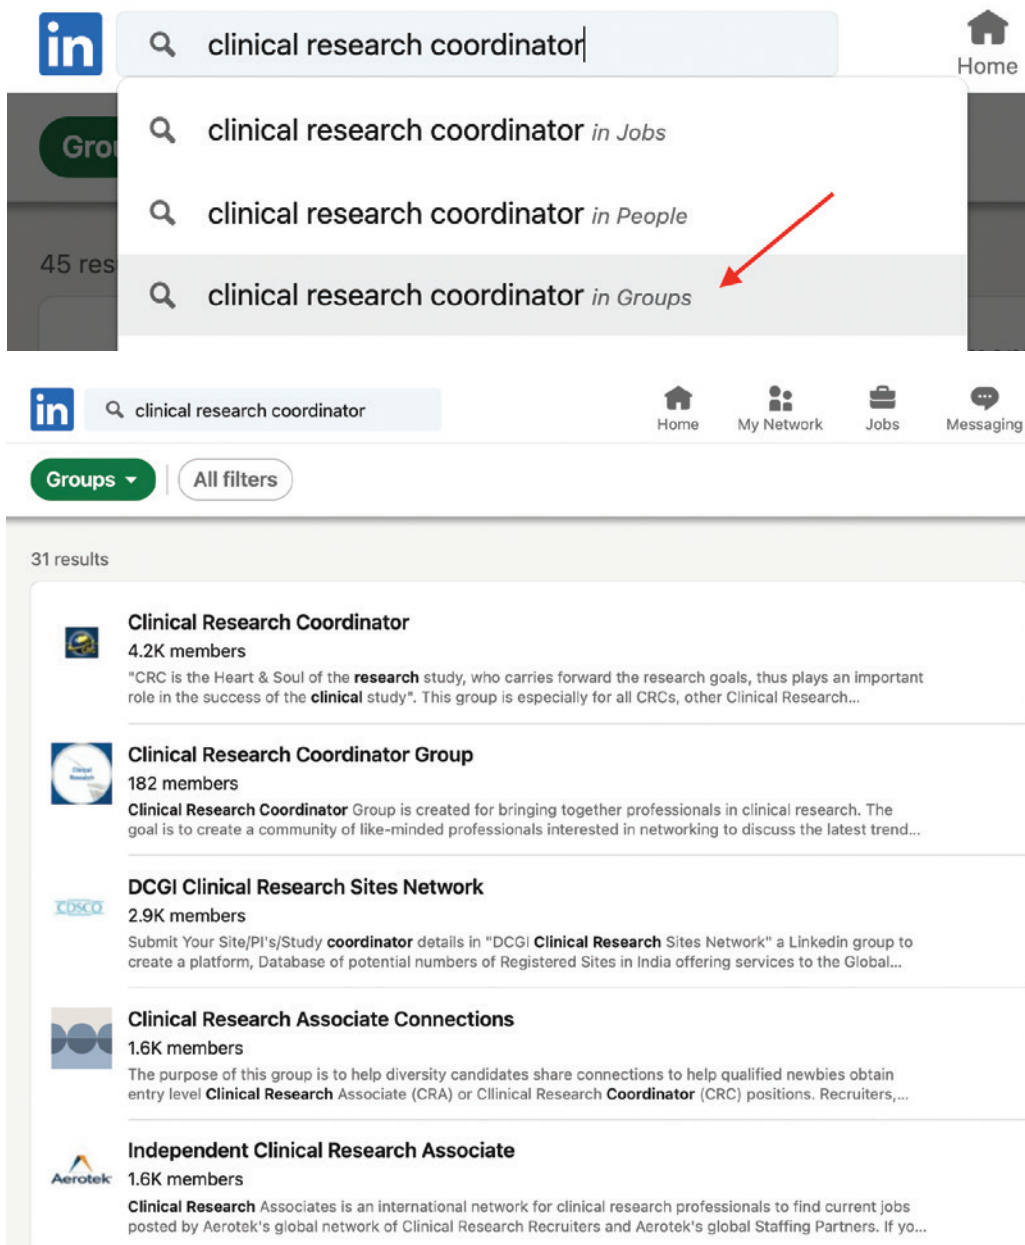 in
clinical research coordinator
Home
clinical research coordinator in Jobs
Grou
clinical research coordinator in People
45 res
clinical research coordinator in Groups
in
clinical research coordinator
Home
My Network
Jobs
Messaging
Groups
All filters
31 results
Clinical Research Coordinator
4.2K members
"CRC is the Heart & Soul of the research study, who carries forward the research goals, thus plays an important
role in the success of the clinical study". This group is especially for all CRCs, other Clinical Research...
Clinical
Research
Clinical Research Coordinator Group
182 members
Clinical Research Coordinator Group is created for bringing together professionals in clinical research. The
goal is to create a community of like-minded professionals interested in networking to discuss the latest trend...
CDSCO
DCGI Clinical Research Sites Network
2.9K members
Submit Your Site/PI's/Study coordinator details in "DCGI Clinical Research Sites Network" a Linkedin group to
create a platform, Database of potential numbers of Registered Sites in India offering services to the Global...
Clinical Research Associate Connections
1.6K members
The purpose of this group is to help diversity candidates share connections to help qualified newbies obtain
entry level Clinical Research Associate (CRA) or Cllinical Research Coordinator (CRC) positions. Recruiters,...
Aerotek
Independent Clinical Research Associate
1.6K members
Clinical Research Associates is an international network for clinical research professionals to find current jobs
posted by Aerotek's global network of Clinical Research Recruiters and Aerotek's global Staffing Partners. If yo...